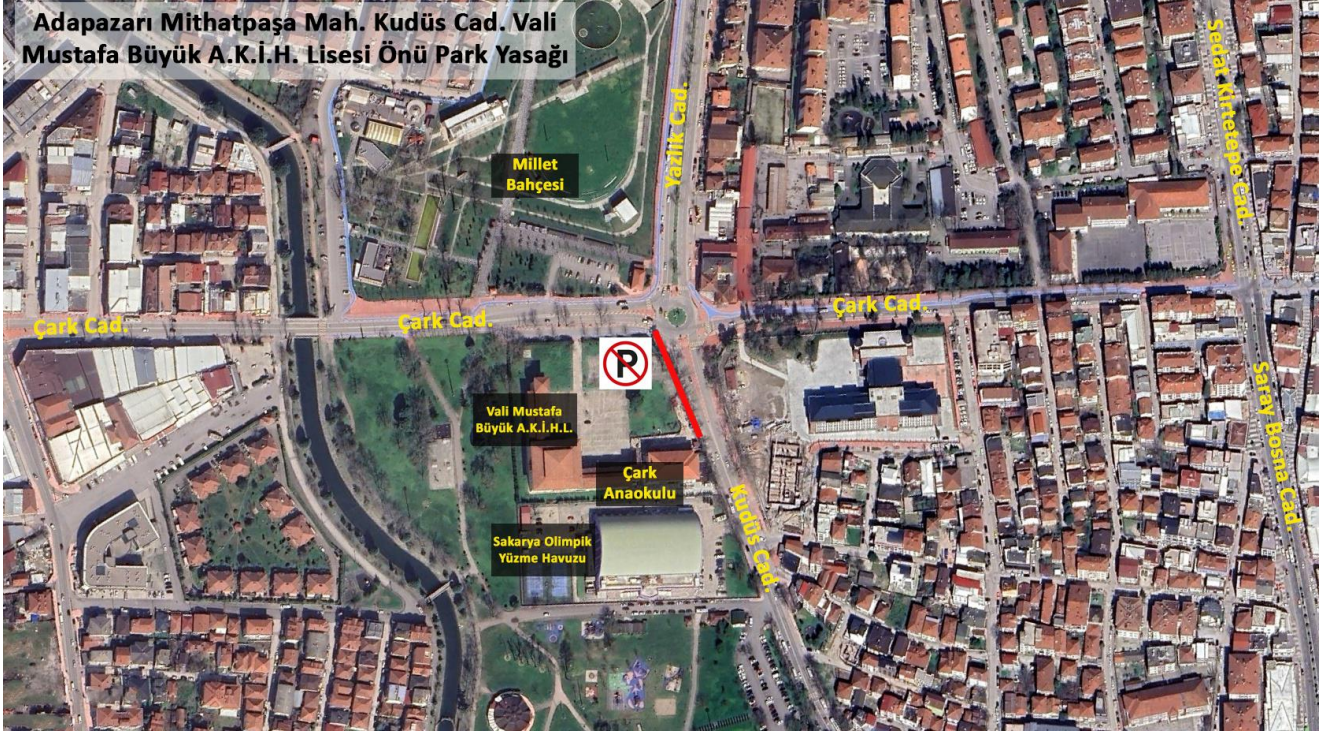 Adapazarı Mithatpaşa Mah. Kudüs Cad. Vali
Mustafa Büyük A.K.İ.H. Lisesi Önü Park Yasağı
Sedat Kirtetepe Cad.
Yazlık Cad.
Millet
Bahçesi
Çark Cad.
Çark Cad.
Çark Cad.
P
Vali Mustafa
Büyük A.K.İ.H.L.
Saray Bosna Cad
Çark
Anaokulu
Kudüs Cad.
Sakarya Olimpik
Yüzme Havuzu